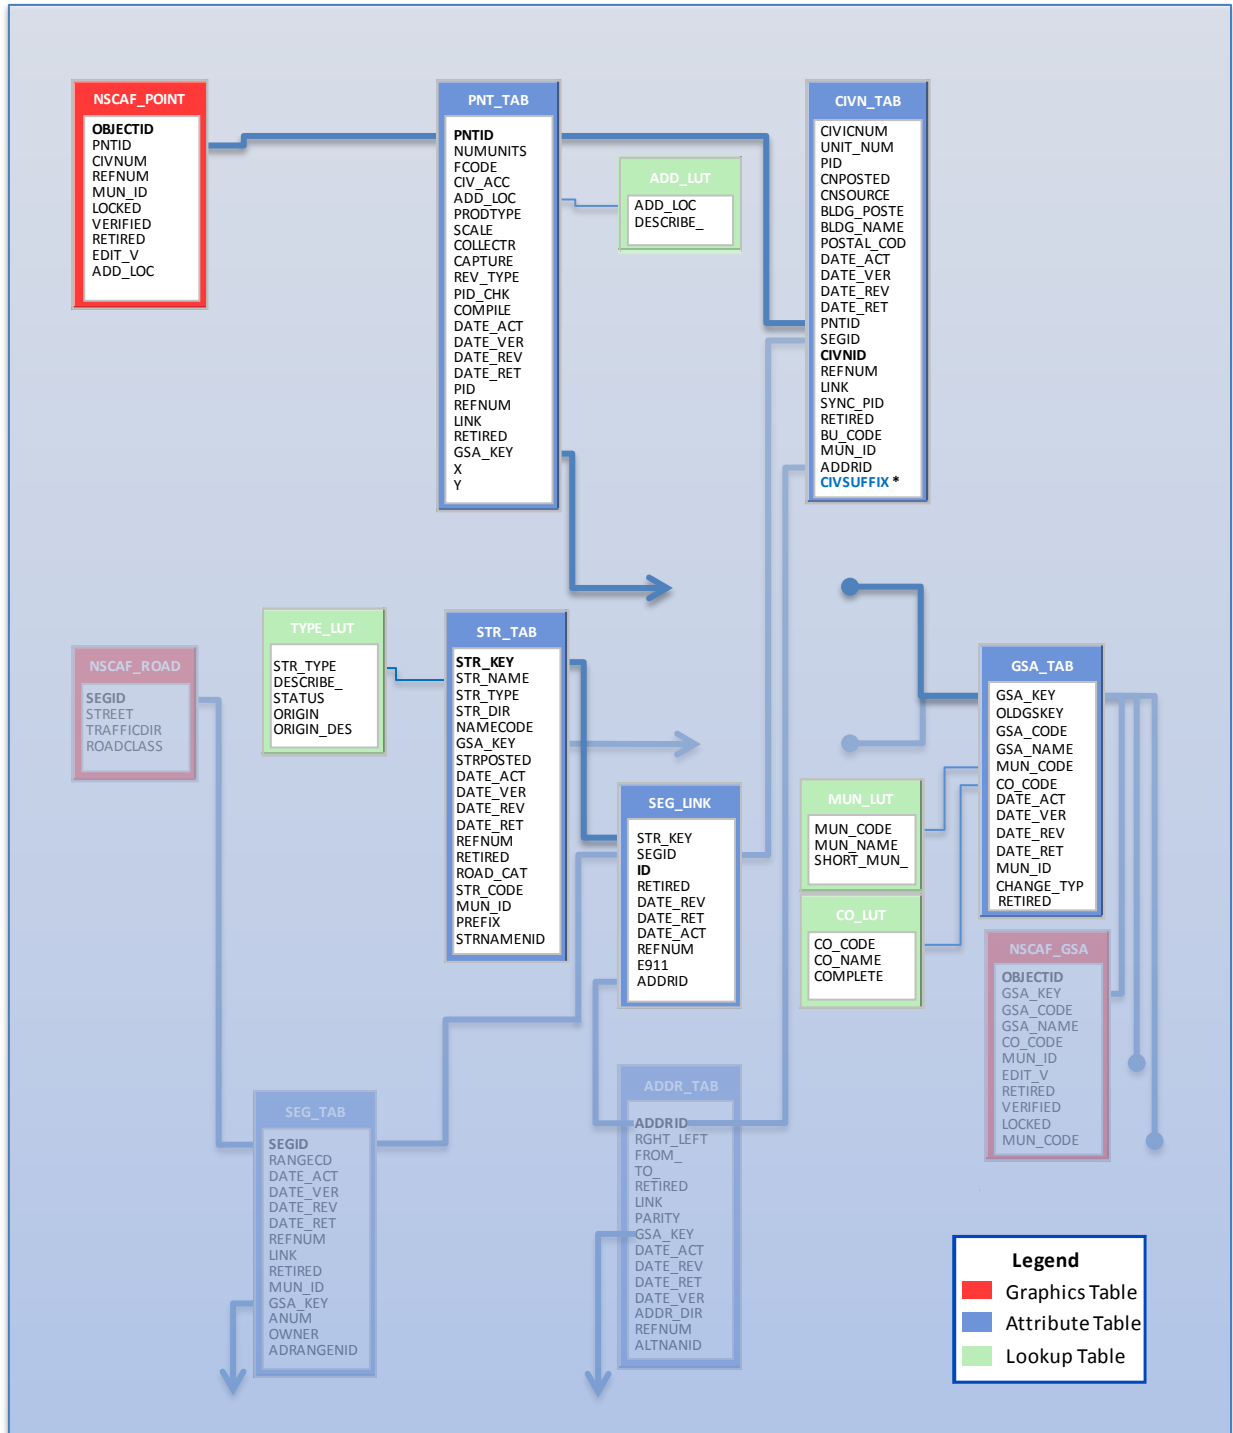 NSCAF_POINT
OBJECTID
PNTID
CIVNUM
REFNUM
MUN_ID
LOCKED
VERIFIED
RETIRED
EDIT_V
ADD_LOC
PNT_TAB
PNTID
NUMUNITS
FCODE
CIV_ACC
ADD_LOC
PRODTYPE
SCALE
COLLECTR
CAPTURE
REV_TYPE
PID_CHK
COMPILE
DATE_ACT
DATE_VER
DATE_REV
DATE_RET
PID
REFNUM
LINK
RETIRED
GSA_KEY
X
Y
ADD_LUT
ADD_LOC
DESCRIBE_
CIVN_TAB
CIVICNUM
UNIT_NUM
PID
CNPOSTED
CNSOURCE
BLDG_POSTE
BLDG_NAME
POSTAL_COD
DATE_ACT
DATE_VER
DATE_REV
DATE_RET
PNTID
SEGID
CIVNID
REFNUM
LINK
SYNC_PID
RETIRED
BU_CODE
MUN_ID
ADDRID
CIVSUFFIX *
NSCAF_ROAD
SEGID
STREET
TRAFFICDIR
ROADCLASS
TYPE_LUT
STR_TYPE
DESCRIBE_
STATUS
ORIGIN
ORIGIN_DES
STR_TAB
STR_KEY
STR_NAME
STR_TYPE
STR_DIR
NAMECODE
GSA_KEY
STRPOSTED
DATE_ACT
DATE_VER
DATE_REV
DATE_RET
REFNUM
RETIRED
ROAD_CAT
STR_CODE
MUN_ID
PREFIX
STRNAMENID
SEG_LINK
STR_KEY
SEGID
ID
RETIRED
DATE_REV
DATE_RET
DATE_ACT
REFNUM
E911
ADDRID
MUN_LUT
MUN_CODE
MUN_NAME
SHORT_MUN_
CO_LUT
CO_CODE
CO_NAME
COMPLETE
GSA_TAB
GSA_KEY
OLDGSKEY
GSA_CODE
GSA_NAME
MUN_CODE
CO_CODE
DATE_ACT
DATE_VER
DATE_REV
DATE_RET
MUN_ID
CHANGE_TYP
RETIRED
NSCAF_GSA
OBJECTID
GSA_KEY
GSA_CODE
GSA_NAME
CO_CODE
MUN_ID
EDIT_V
RETIRED
VERIFIED
LOCKED
MUN_CODE
SEG_TAB
SEGID
RANGECD
DATE_ACT
DATE_VER
DATE_REV
DATE_RET
REFNUM
LINK
RETIRED
MUN_ID
GSA_KEY
ANUM
OWNER
ADRANGENID
ADDR_TAB
ADDRID
RGHT_LEFT
FROM_
TO_
RETIRED
LINK
PARITY
GSA_KEY
DATE_ACT
DATE_REV
DATE_RET
DATE_VER
ADDR_DIR
REFNUM
ALTNANID
Legend
Graphics Table
Attribute Table
Lookup Table